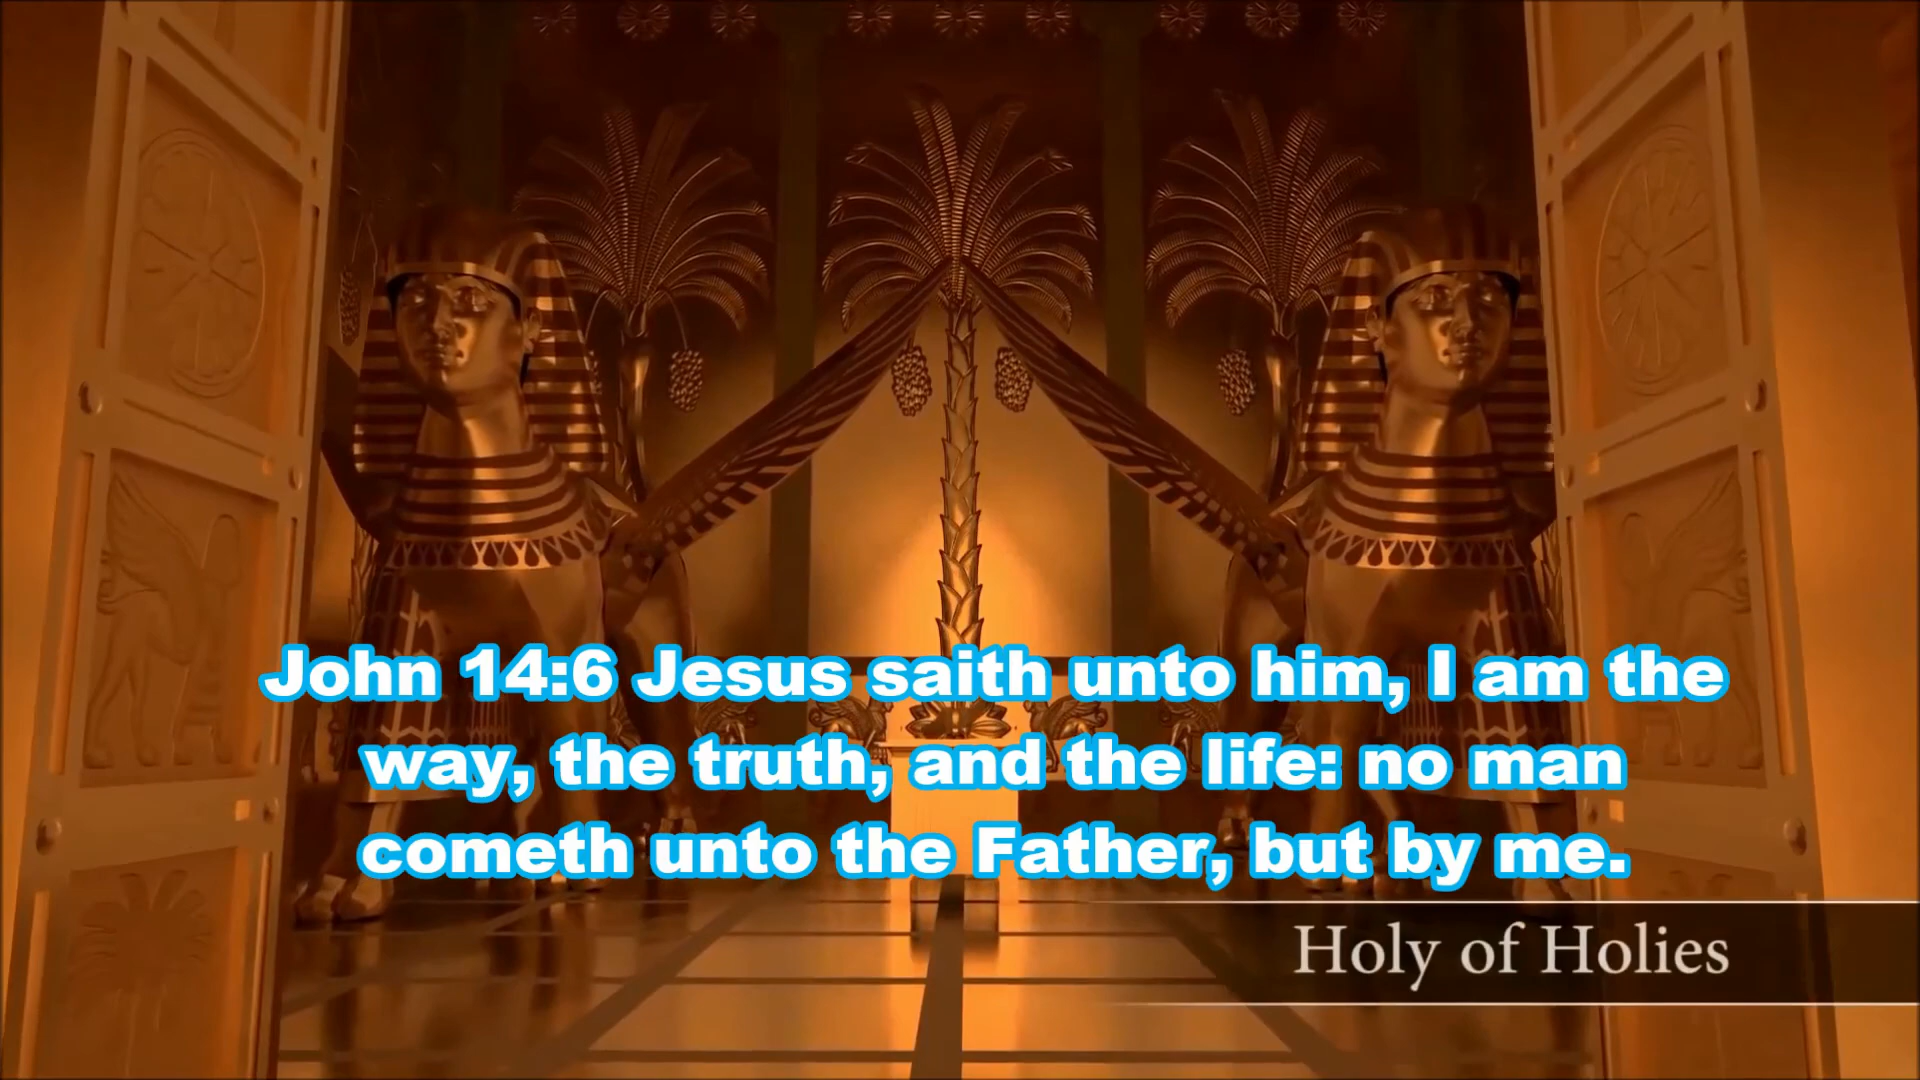 John 14:6 Jesus saith unto him, I am the
way, the truth, and the life: no man
cometh unto the Father, but by me.
Holy of Holies